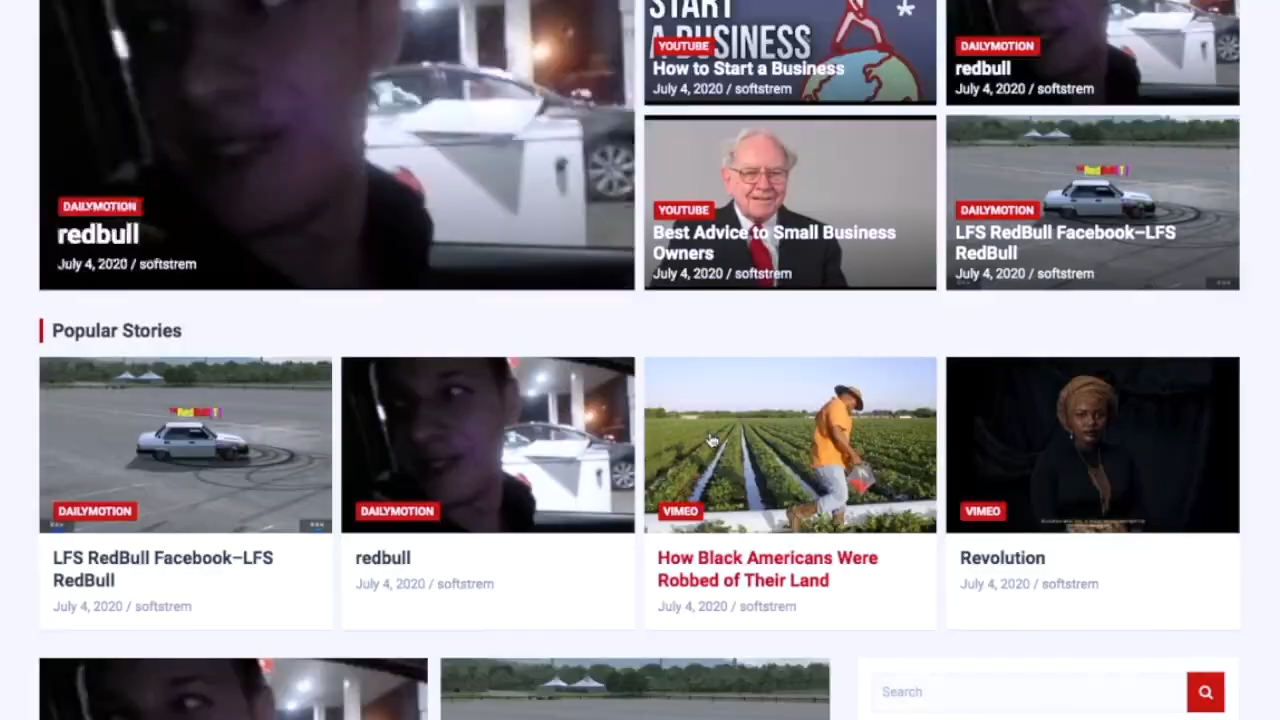 START
A BUSINESS
YOUTUBE
How to Start a Business
July 4, 2020 / softstrem
DAILYMOTION
redbull
July 4, 2020 / softstrem
DAILYMOTION
redbull
July 4, 2020 / softstrem
YOUTUBE
Best Advice to Small Business
Owners
July 4, 2020 / softstrem
DAILYMOTION
LFS RedBull Facebook–LFS
RedBull
July 4, 2020 / softstrem
Popular Stories
DAILYMOTION
LFS RedBull Facebook–LFS
RedBull
July 4, 2020 / softstrem
DAILYMOTION
redbull
July 4, 2020 / softstrem
VIMEO
How Black Americans Were
Robbed of Their Land
July 4, 2020 / softstrem
VIMEO
Revolution
July 4, 2020 / softstrem
Search